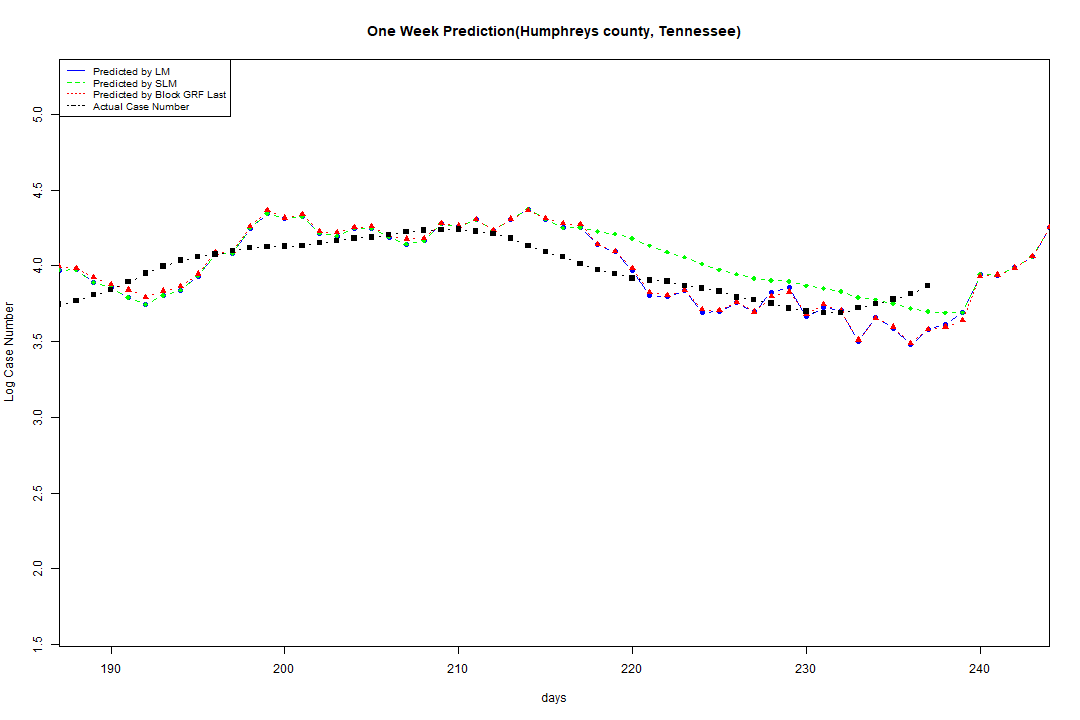 One Week Prediction(Humphreys county, Tennessee)
Predicted by LM
Predicted by SLM
Predicted by Block GRF Last
Actual Case Number
5.0
4.5
4.0
3.5
3.0
2.5
2.0
1.5
Log Case Number
190 200 210 220 230 240
days